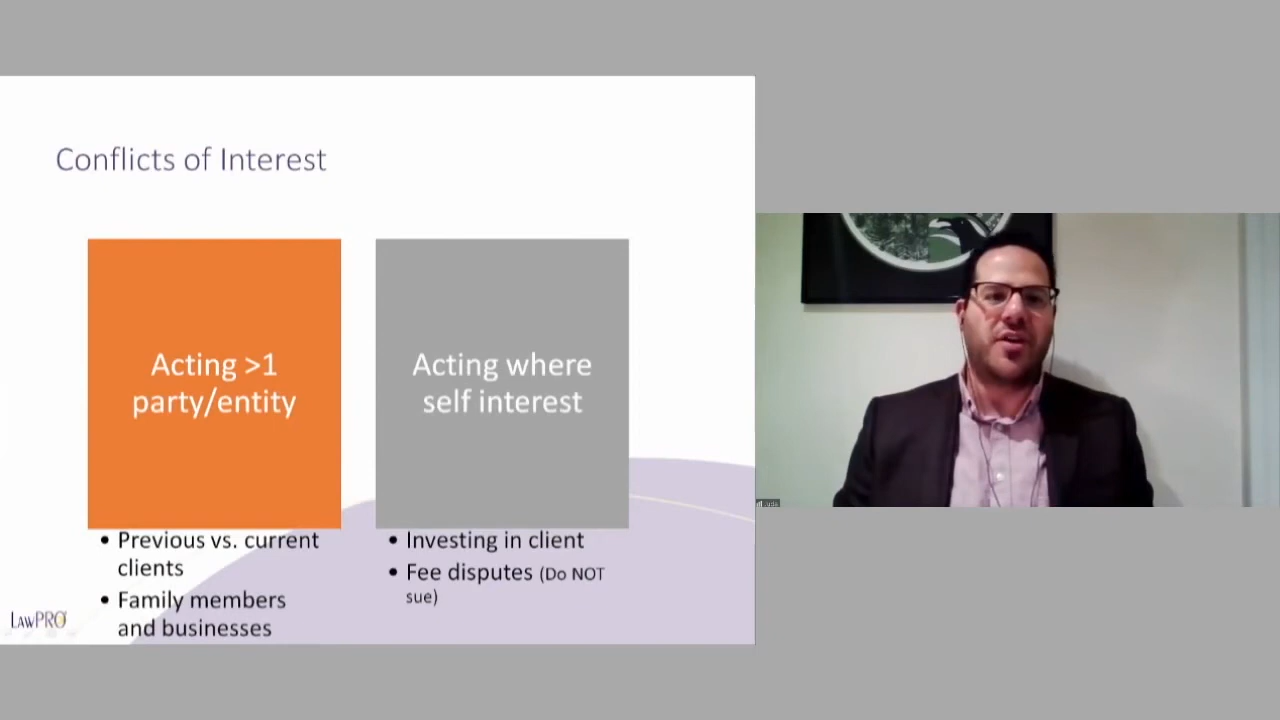 Conflicts of Interest
Acting >1
party/entity
• Previous vs. current
clients
• Family members
and businesses
Acting where
self interest
• Investing in client
• Fee disputes (Do NOT
sue)
LAWPRO